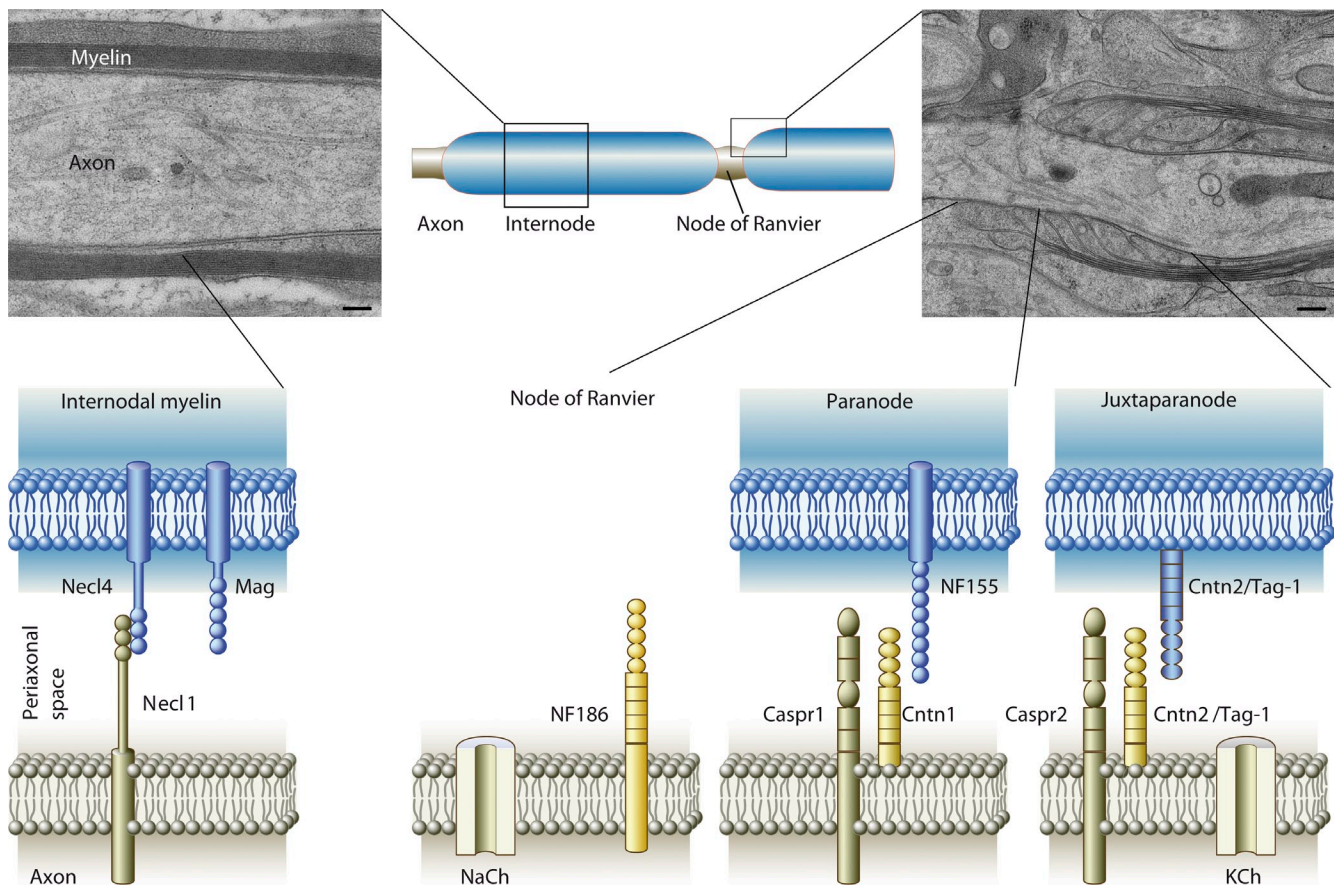 Myelin
Axon
Axon
Internode
Node of Ranvier
Internodal myelin
Necl4
Mag
Periaxonal
space
Necl 1
Axon
Node of Ranvier
NF186
NaCh
Paranode
NF155
Caspr1
Cntn1
Juxtaparanode
Cntn2/Tag-1
Caspr2
Cntn2 /Tag-1
KCh